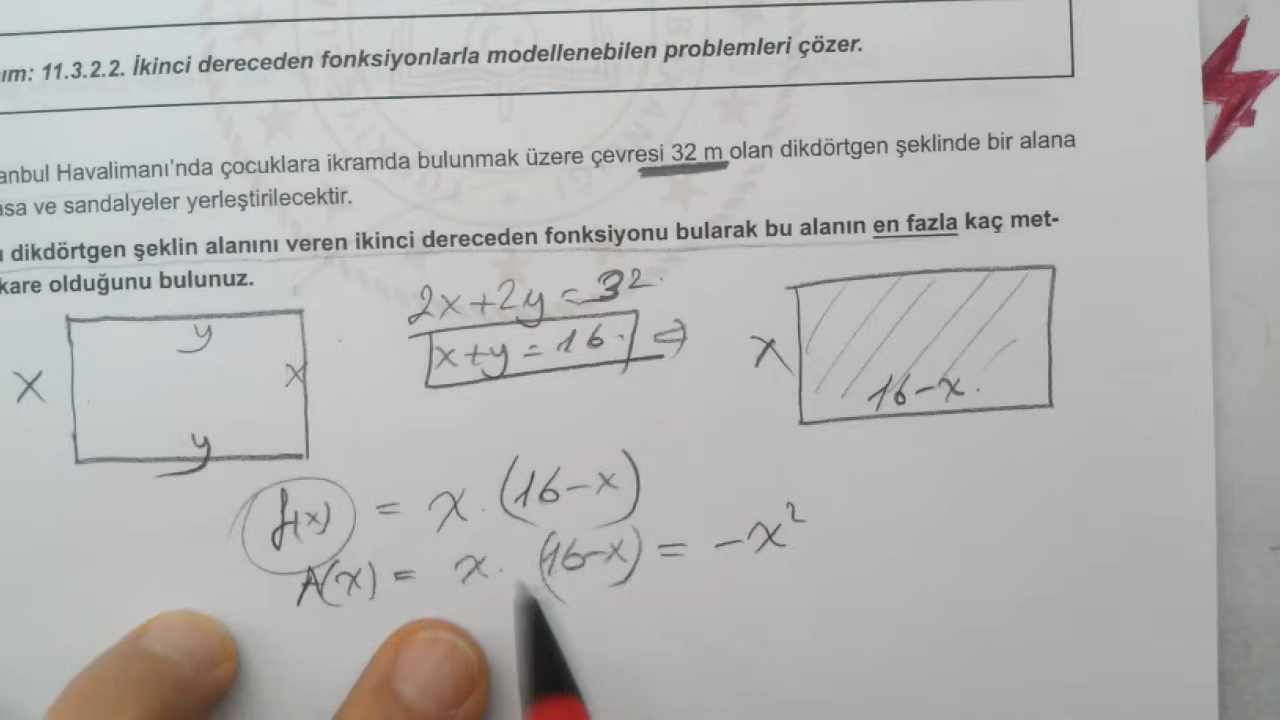 ım: 11.3.2.2. İkinci dereceden fonksiyonlarla modellenebilen problemleri çözer.
anbul Havalimanı'nda çocuklara ikramda bulunmak üzere çevresi 32 m olan dikdörtgen şeklinde bir alana
asa ve sandalyeler yerleştirilecektir.
ı dikdörtgen şeklin alanını veren ikinci dereceden fonksiyonu bularak bu alanın en fazla kaç met-
kare olduğunu bulunuz.
2x+2y=32
x+y=16 ⇒
y
x
x
y
x
16-x
f(x) = x.(16-x)
A(x) = x.(16-x) = -x²